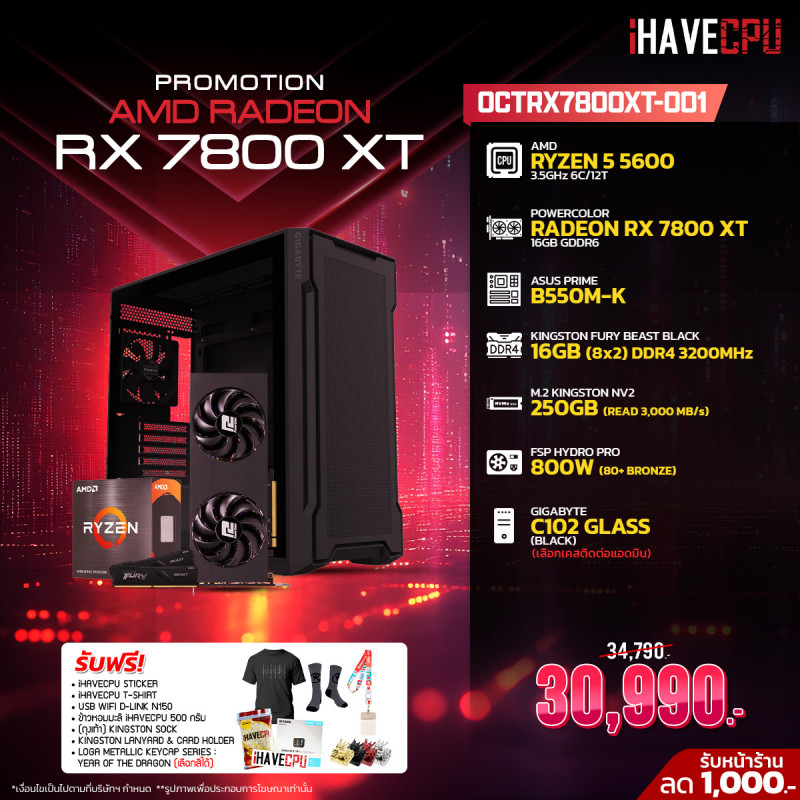 iHAVECPU
PROMOTION
AMD RADEON
RX 7800 XT
OCTRX7800XT-001
CPU
AMD
RYZEN 5 5600
3.5GHz 6C/12T
POWERCOLOR
RADEON RX 7800 XT
16GB GDDR6
ASUS PRIME
B550M-K
DDR4
KINGSTON FURY BEAST BLACK
16GB (8x2) DDR4 3200MHz
M.2 KINGSTON NV2
250GB (READ 3,000 MB/s)
FSP HYDRO PRO
800W (80+ BRONZE)
GIGABYTE
C102 GLASS
(BLACK)
(เลือกเคสติดต่อแอดมิน)
GIGABYTE
AMD
RYZEN
AMD
FURY
BEAST
รับฟรี!
• iHAVECPU STICKER
• iHAVECPU T-SHIRT
• USB WIFI D-LINK N150
• ข้าวหอมมะลิ iHAVECPU 500 กรัม
• (ถุงเท้า) KINGSTON SOCK
• KINGSTON LANYARD & CARD HOLDER
• LOGA METALLIC KEYCAP SERIES :
YEAR OF THE DRAGON (เลือกสีได้)
iHAVECPU
34,790.-
30,990.-
รับหน้าร้าน
ลด 1,000.-
*เงื่อนไขเป็นไปตามที่บริษัทฯ กำหนด **รูปภาพเพื่อประกอบการโฆษณาเท่านั้น